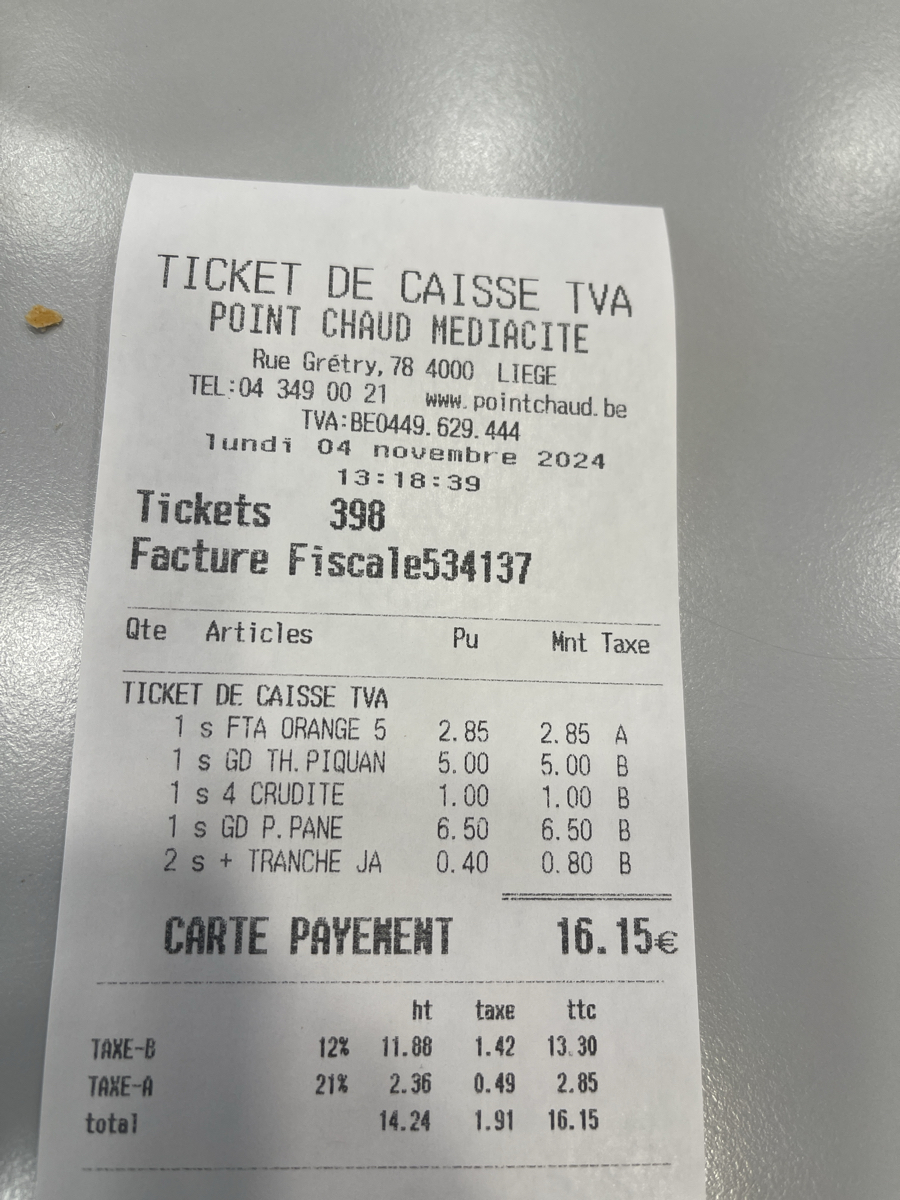 TICKET DE CAISSE TVA
POINT CHAUD MEDIACITE
Rue Grétry, 78 4000 LIEGE
TEL:04 349 00 21 www.pointchaud.be
TVA:BE0449.629.444
lundi 04 novembre 2024
13:18:39
Tickets 398
Facture Fiscale534137
Qte Articles Pu Mnt Taxe
TICKET DE CAISSE TVA
1 s FTA ORANGE 5 2.85 2.85 A
1 s GD TH.PIQUAN 5.00 5.00 B
1 s 4 CRUDITE 1.00 1.00 B
1 s GD P.PANE 6.50 6.50 B
2 s + TRANCHE JA 0.40 0.80 B
CARTE PAYEMENT 16.15€
ht taxe ttc
TAXE-B 12% 11.88 1.42 13.30
TAXE-A 21% 2.36 0.49 2.85
total 14.24 1.91 16.15